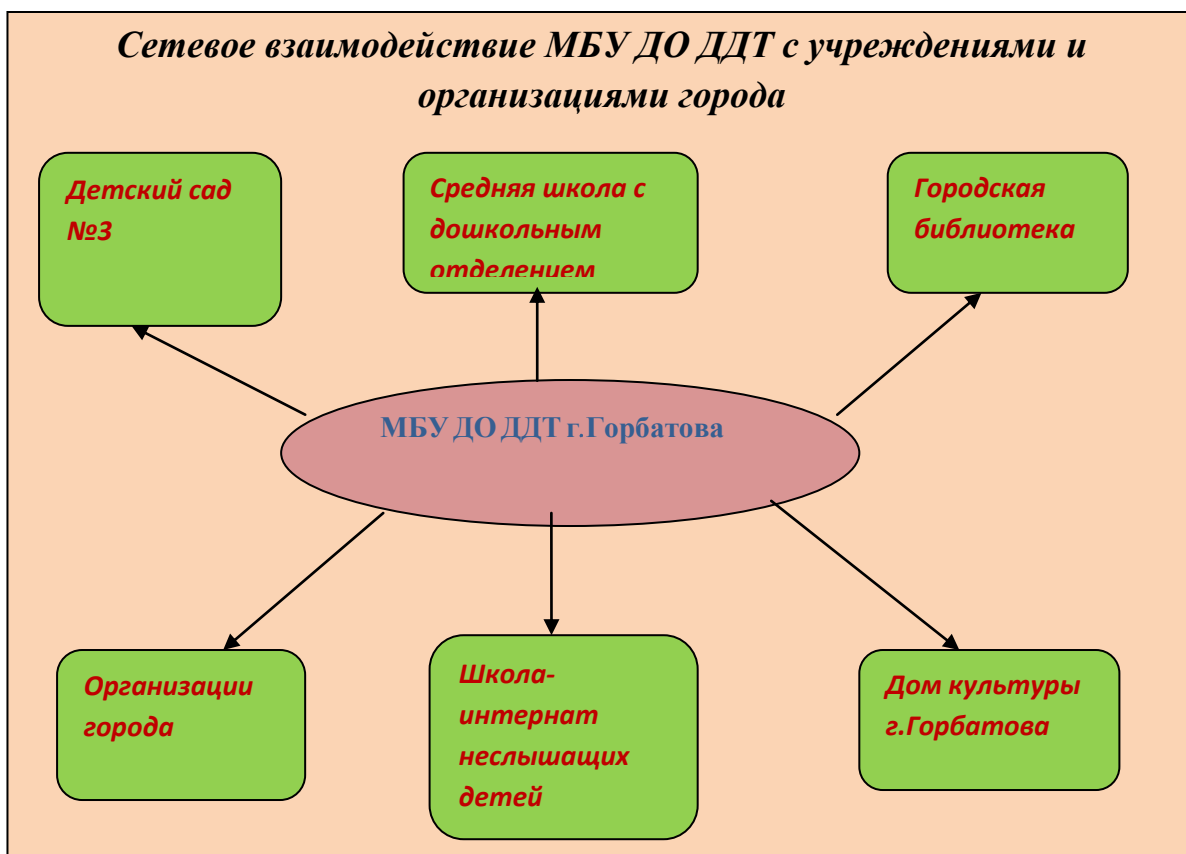 Сетевое взаимодействие МБУ ДО ДДТ с учреждениями и
организациями города
Детский сад
№3
Средняя школа с
дошкольным
отделением
Городская
библиотека
МБУ ДО ДДТ г.Горбатова
Организации
города
Школа-
интернат
неслышащих
детей
Дом культуры
г.Горбатова